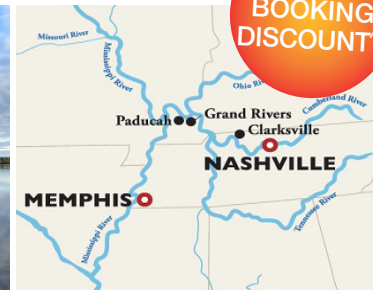 BOOKING
DISCOUNT*
Missouri River
Mississippi River
Ohio River
Cumberland River
Paducah
Grand Rivers
Clarksville
NASHVILLE
MEMPHIS
Mississippi River
Tennessee River